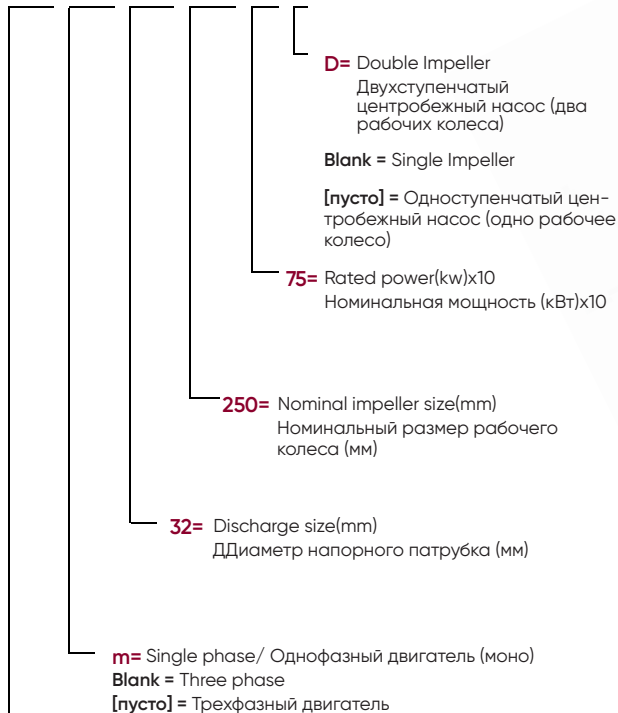 D= Double Impeller
Двухступенчатый
центробежный насос (два
рабочих колеса)
Blank = Single Impeller
[пусто] = Одноступенчатый цен-
тробежный насос (одно рабочее
колесо)
75= Rated power(kw)x10
Номинальная мощность (кВт)x10
250= Nominal impeller size(mm)
Номинальный размер рабочего
колеса (мм)
32= Discharge size(mm)
ДДиаметр напорного патрубка (мм)
m= Single phase/ Однофазный двигатель (моно)
Blank = Three phase
[пусто] = Трехфазный двигатель